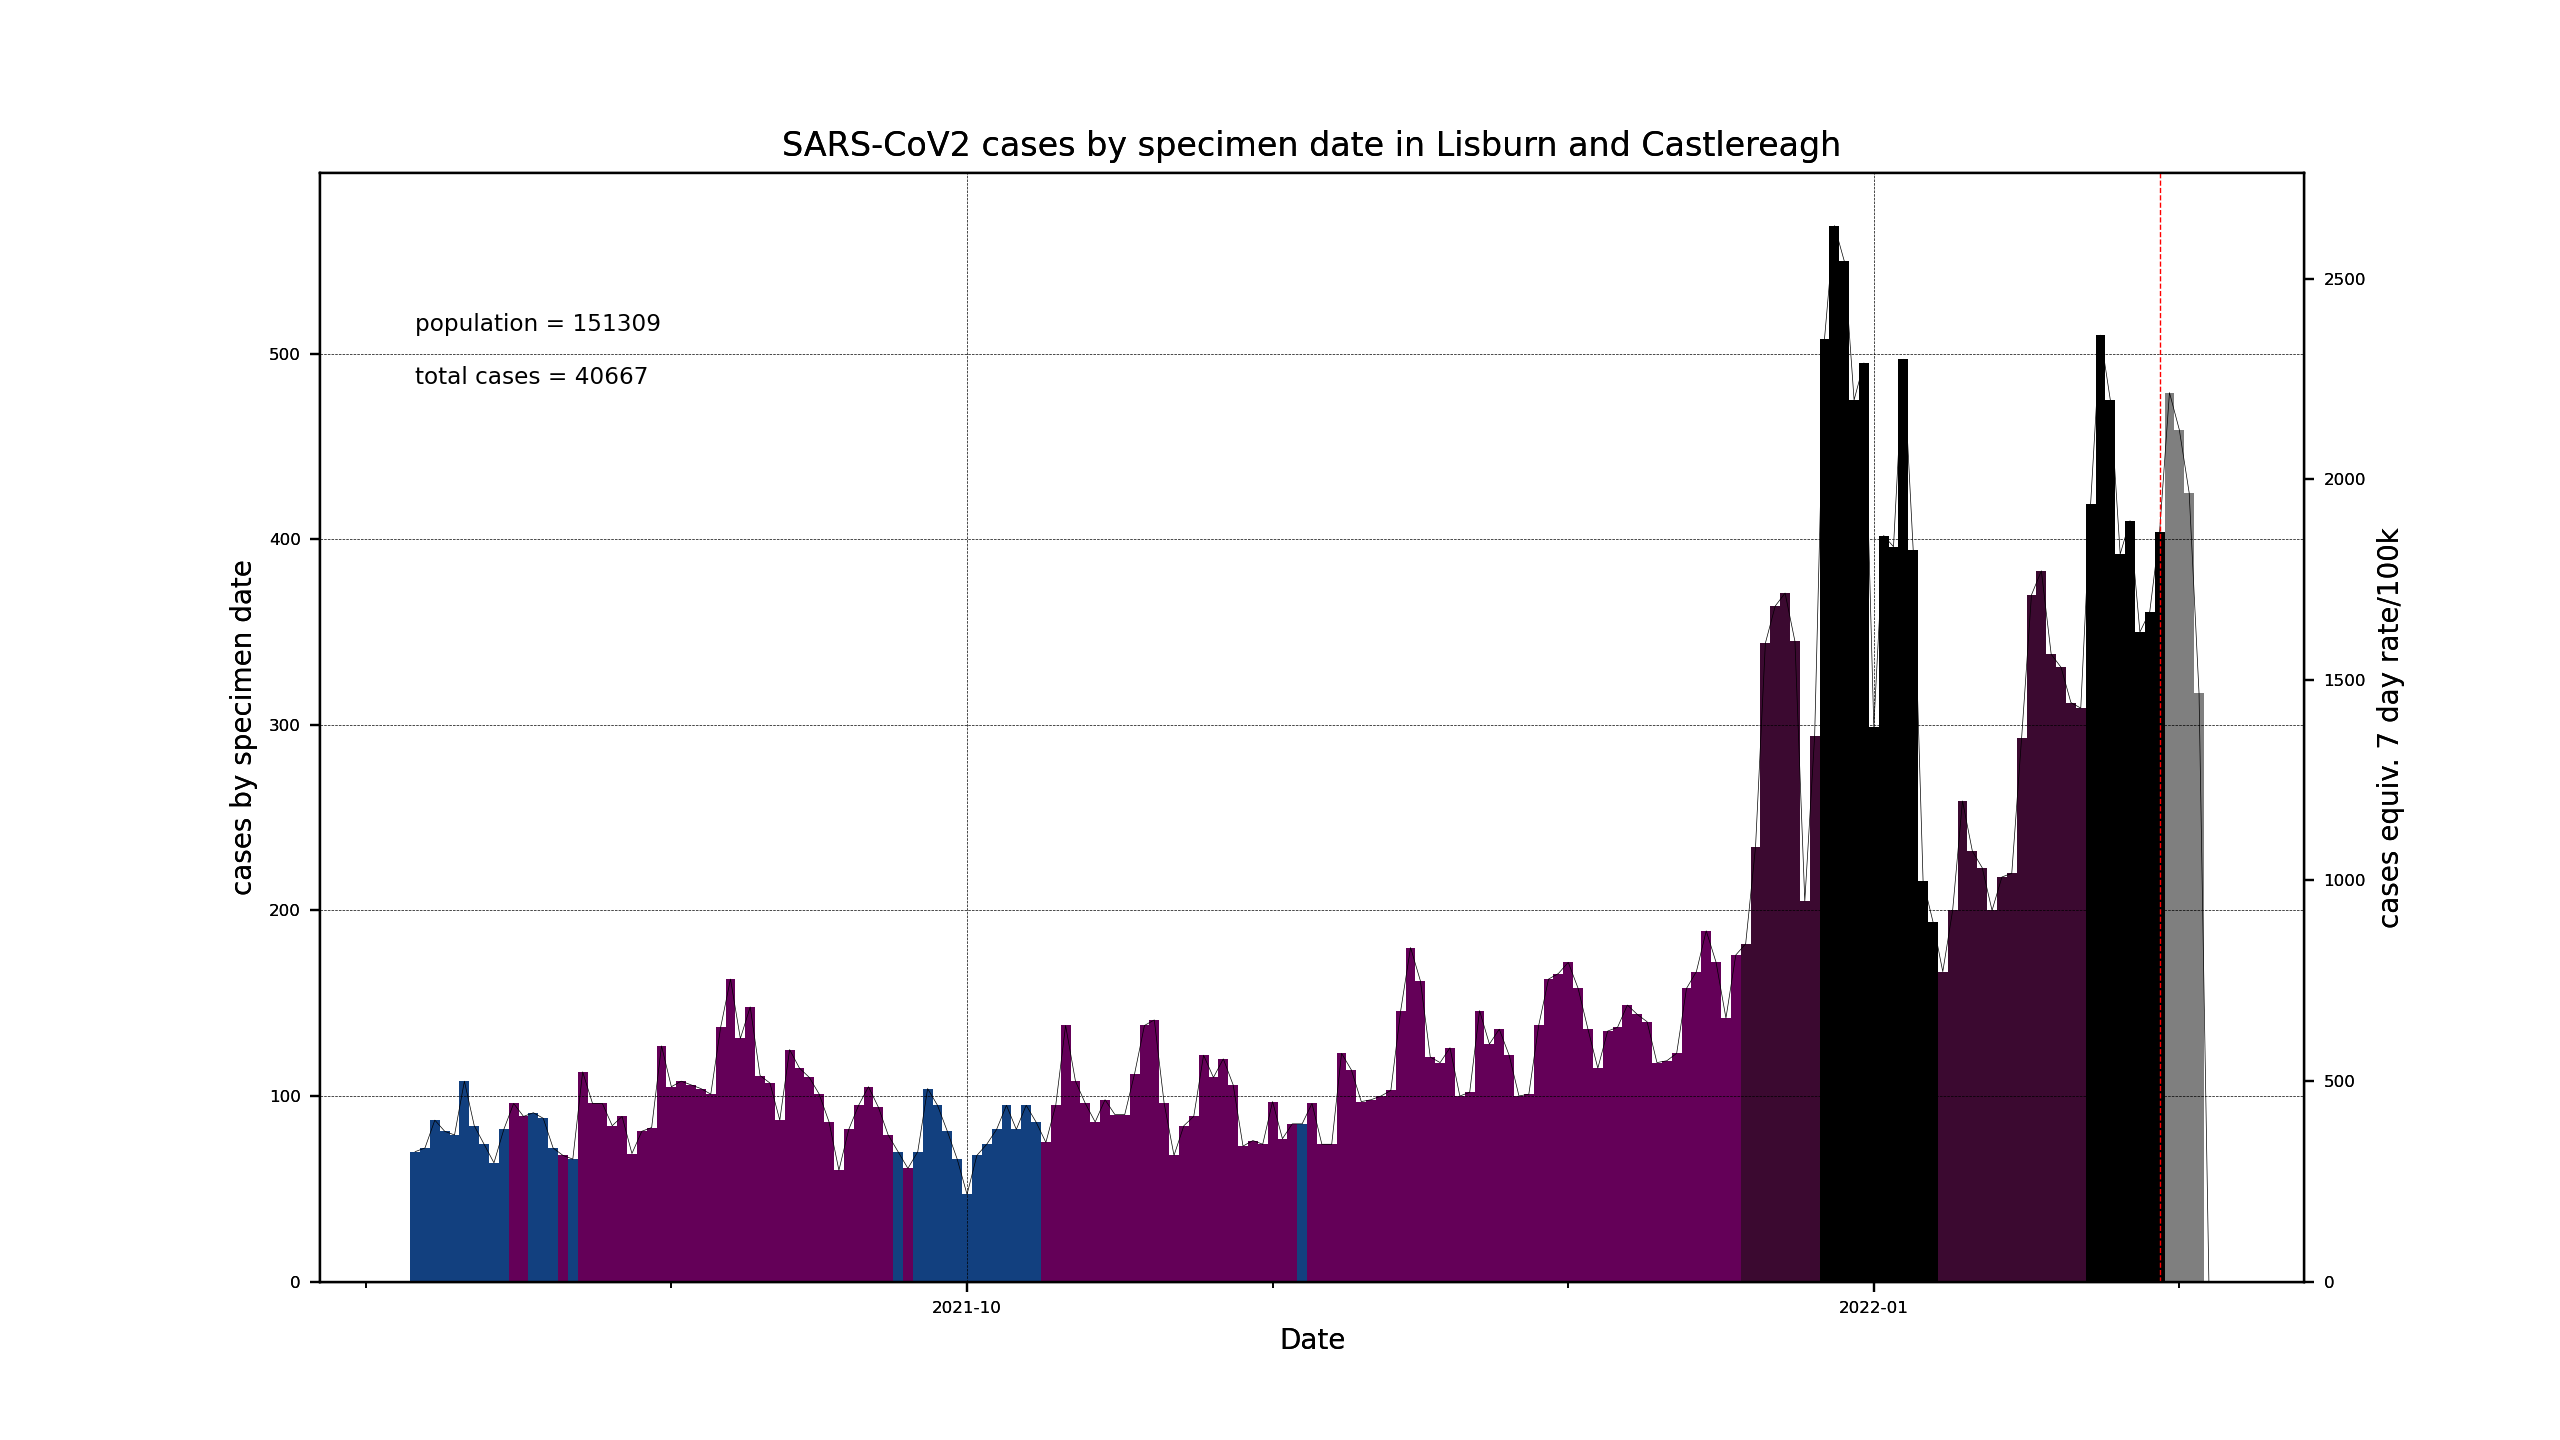 SARS-CoV2 cases by specimen date in Lisburn and Castlereagh
population = 151309
total cases = 40667
cases by specimen date
500
400
300
200
100
0
2500
2000
1500
1000
500
0
cases equiv. 7 day rate/100k
2021-10
2022-01
Date